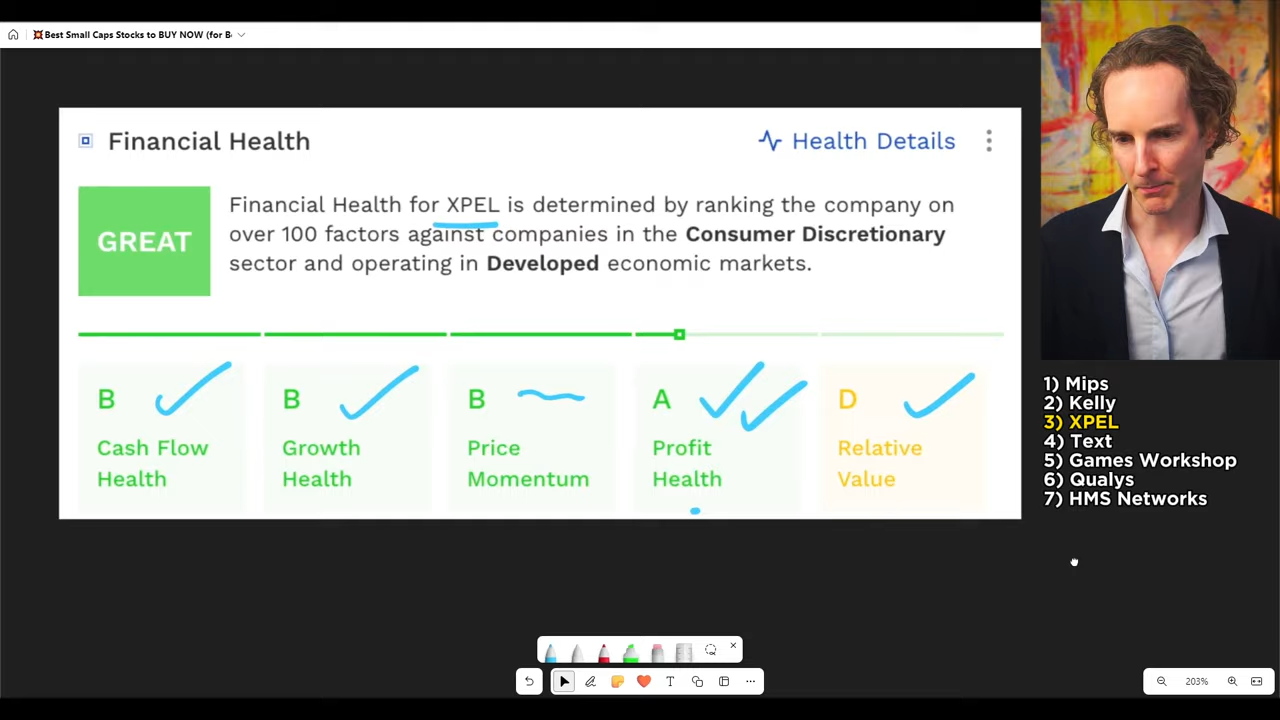 💥Best Small Caps Stocks to BUY NOW (for B
Financial Health
Health Details
GREAT
Financial Health for XPEL is determined by ranking the company on
over 100 factors against companies in the Consumer Discretionary
sector and operating in Developed economic markets.
B
Cash Flow
Health
B
Growth
Health
B
Price
Momentum
A
Profit
Health
D
Relative
Value
1) Mips
2) Kelly
3) XPEL
4) Text
5) Games Workshop
6) Qualys
7) HMS Networks
T
203%